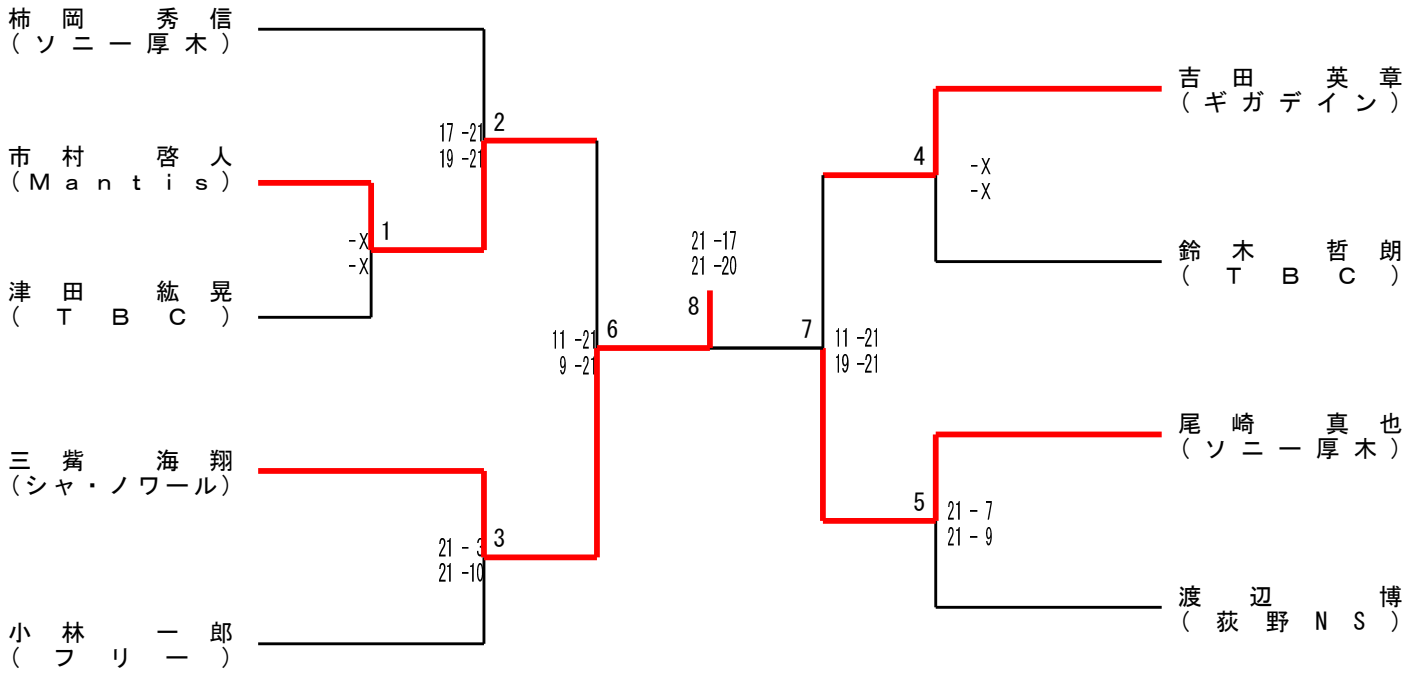 柿岡 秀信
(ソニー厚木)
市村 啓人
(Mantis)
津田 紘晃
(TBC)
三觜 海翔
(シャ・ノワール)
小林 一郎
(フリー)
17 -21
19 -21
2
-X
-X
1
21 - 3
21 -10
3
11 -21
9 -21
6
21 -17
21 -20
8
7
11 -21
19 -21
4
-X
-X
5
21 - 7
21 - 9
吉田 英章
(ギガデイン)
鈴木 哲朗
(TBC)
尾崎 真也
(ソニー厚木)
渡辺 博
(荻野NS)